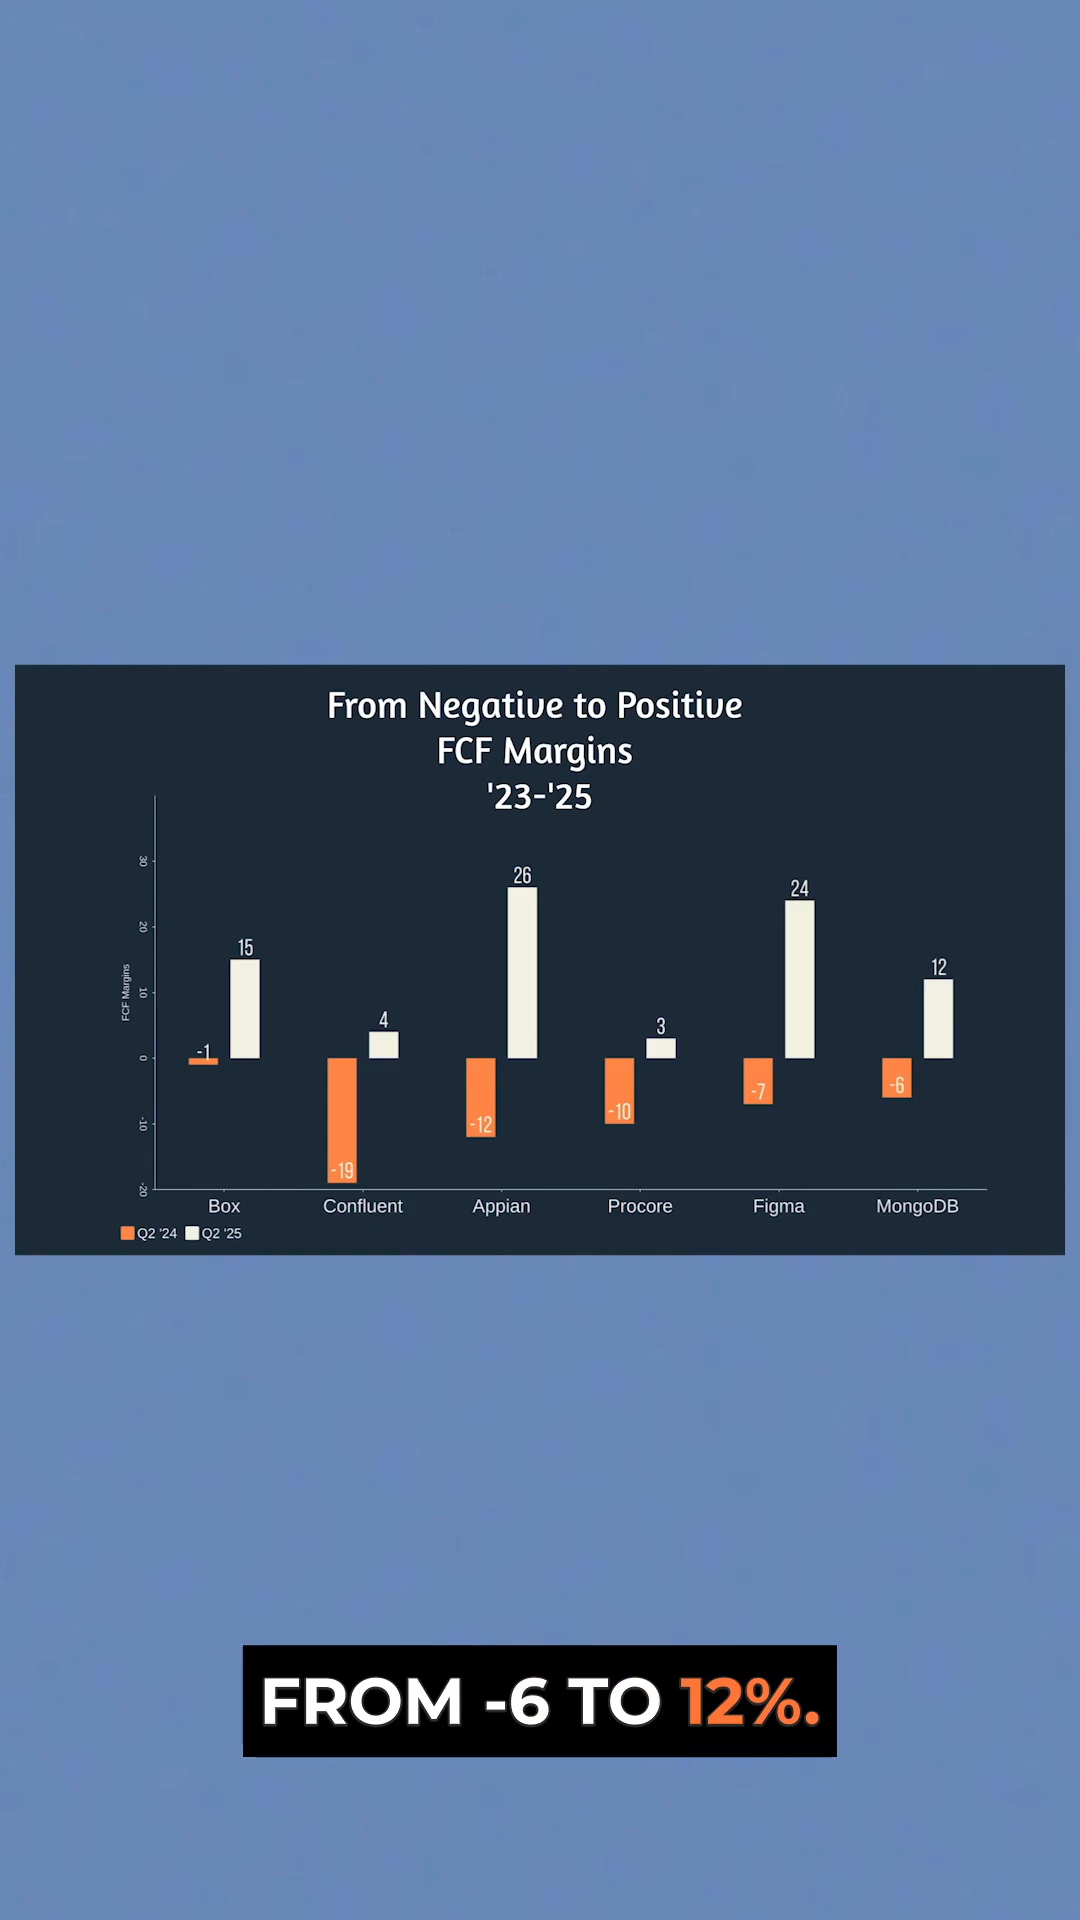 From Negative to Positive
FCF Margins
'23-'25
30
20
10
0
-10
-20
FCF Margins
-1
15
-19
4
-12
26
-10
3
-7
24
-6
12
Box
Confluent
Appian
Procore
Figma
MongoDB
Q2 '24
Q2 '25
FROM -6 TO 12%.